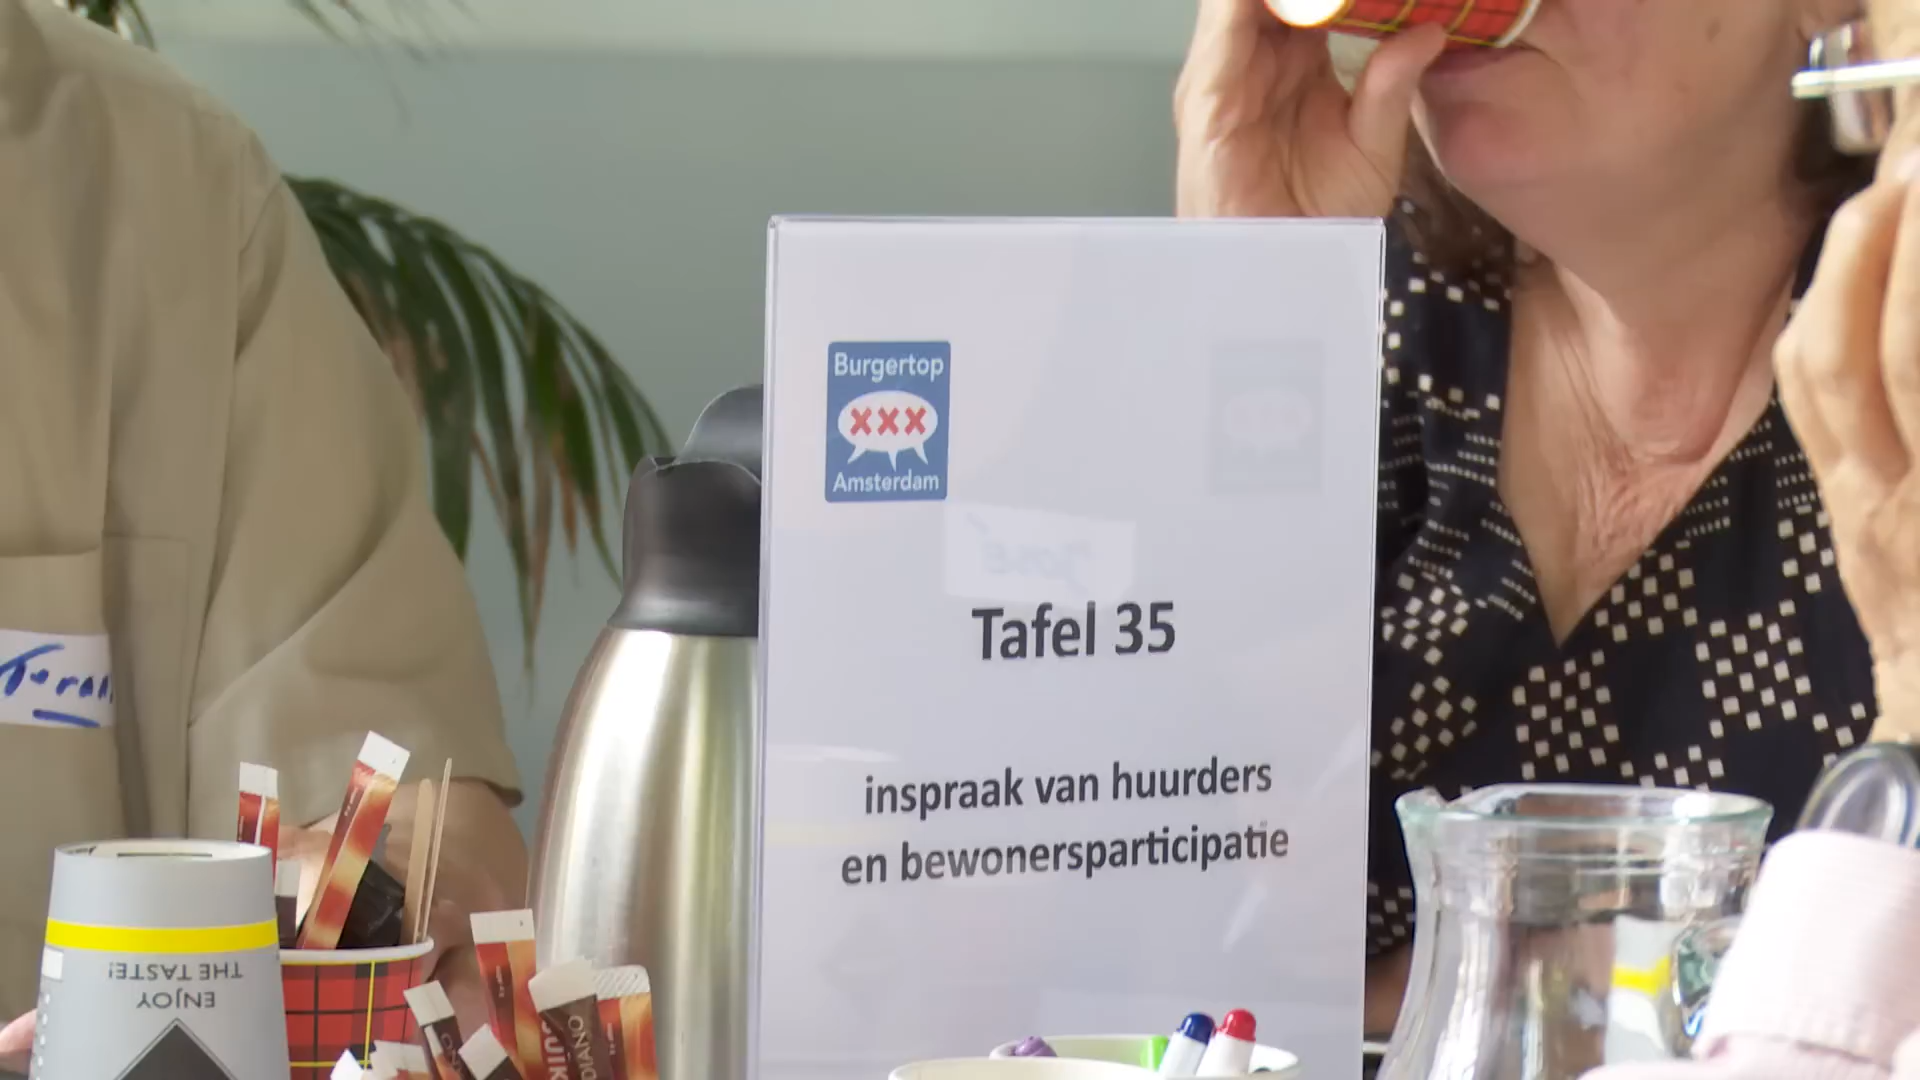 Burgertop
XXX
Amsterdam
Tafel 35
inspraak van huurders
en bewonersparticipatie
ENJOY
THE TASTE!